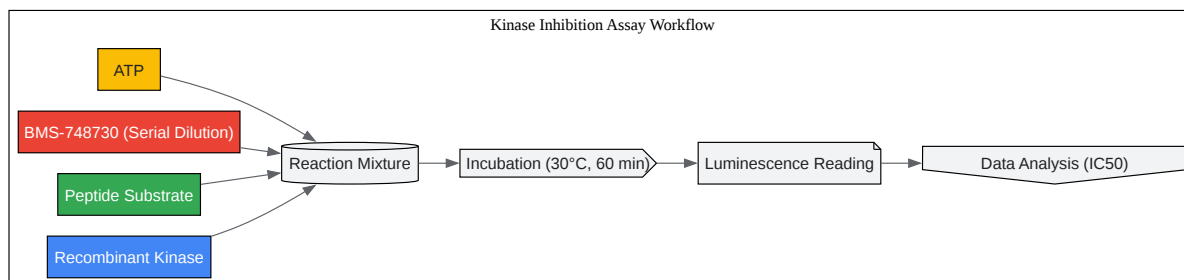 Kinase Inhibition Assay Workflow
ATP
BMS-748730 (Serial Dilution)
Peptide Substrate
Recombinant Kinase
Reaction Mixture
Incubation (30°C, 60 min)
Luminescence Reading
Data Analysis (IC50)